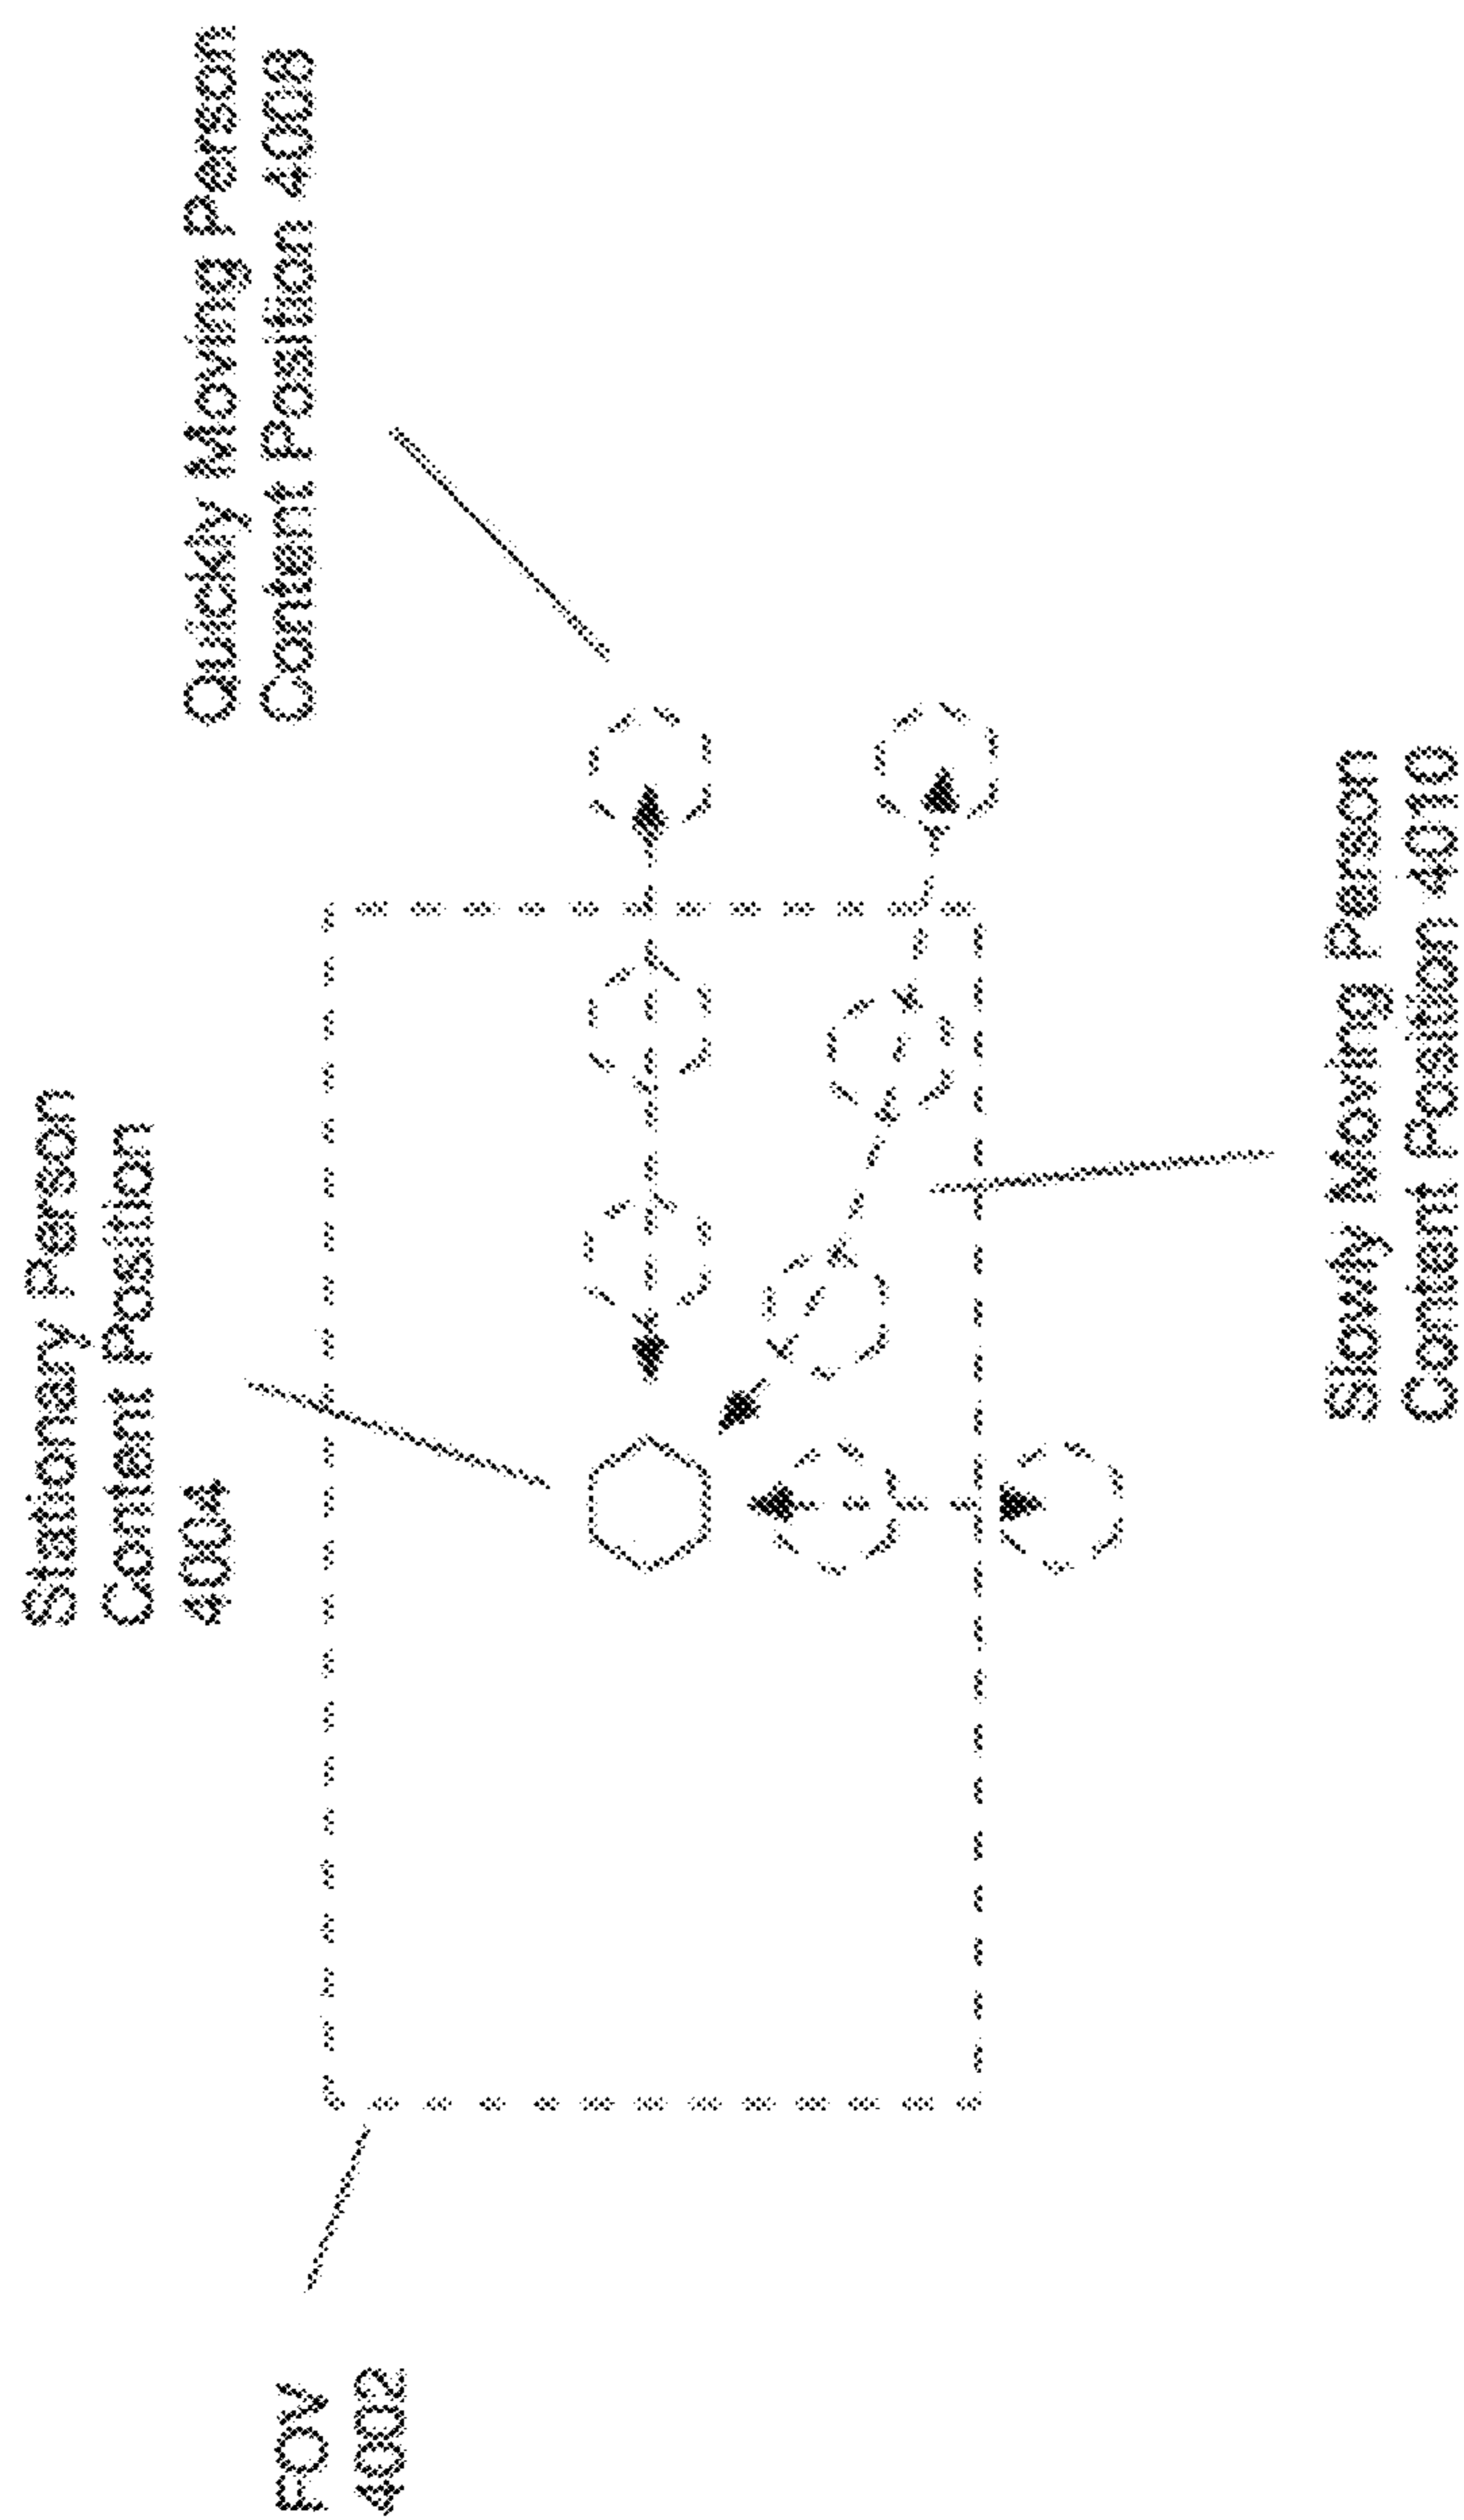 Stationary Person
Content Position
4004
Quickly Moving Person
Content Position 4008
FOV
4002
Slowly Moving Person
Content Position 4010